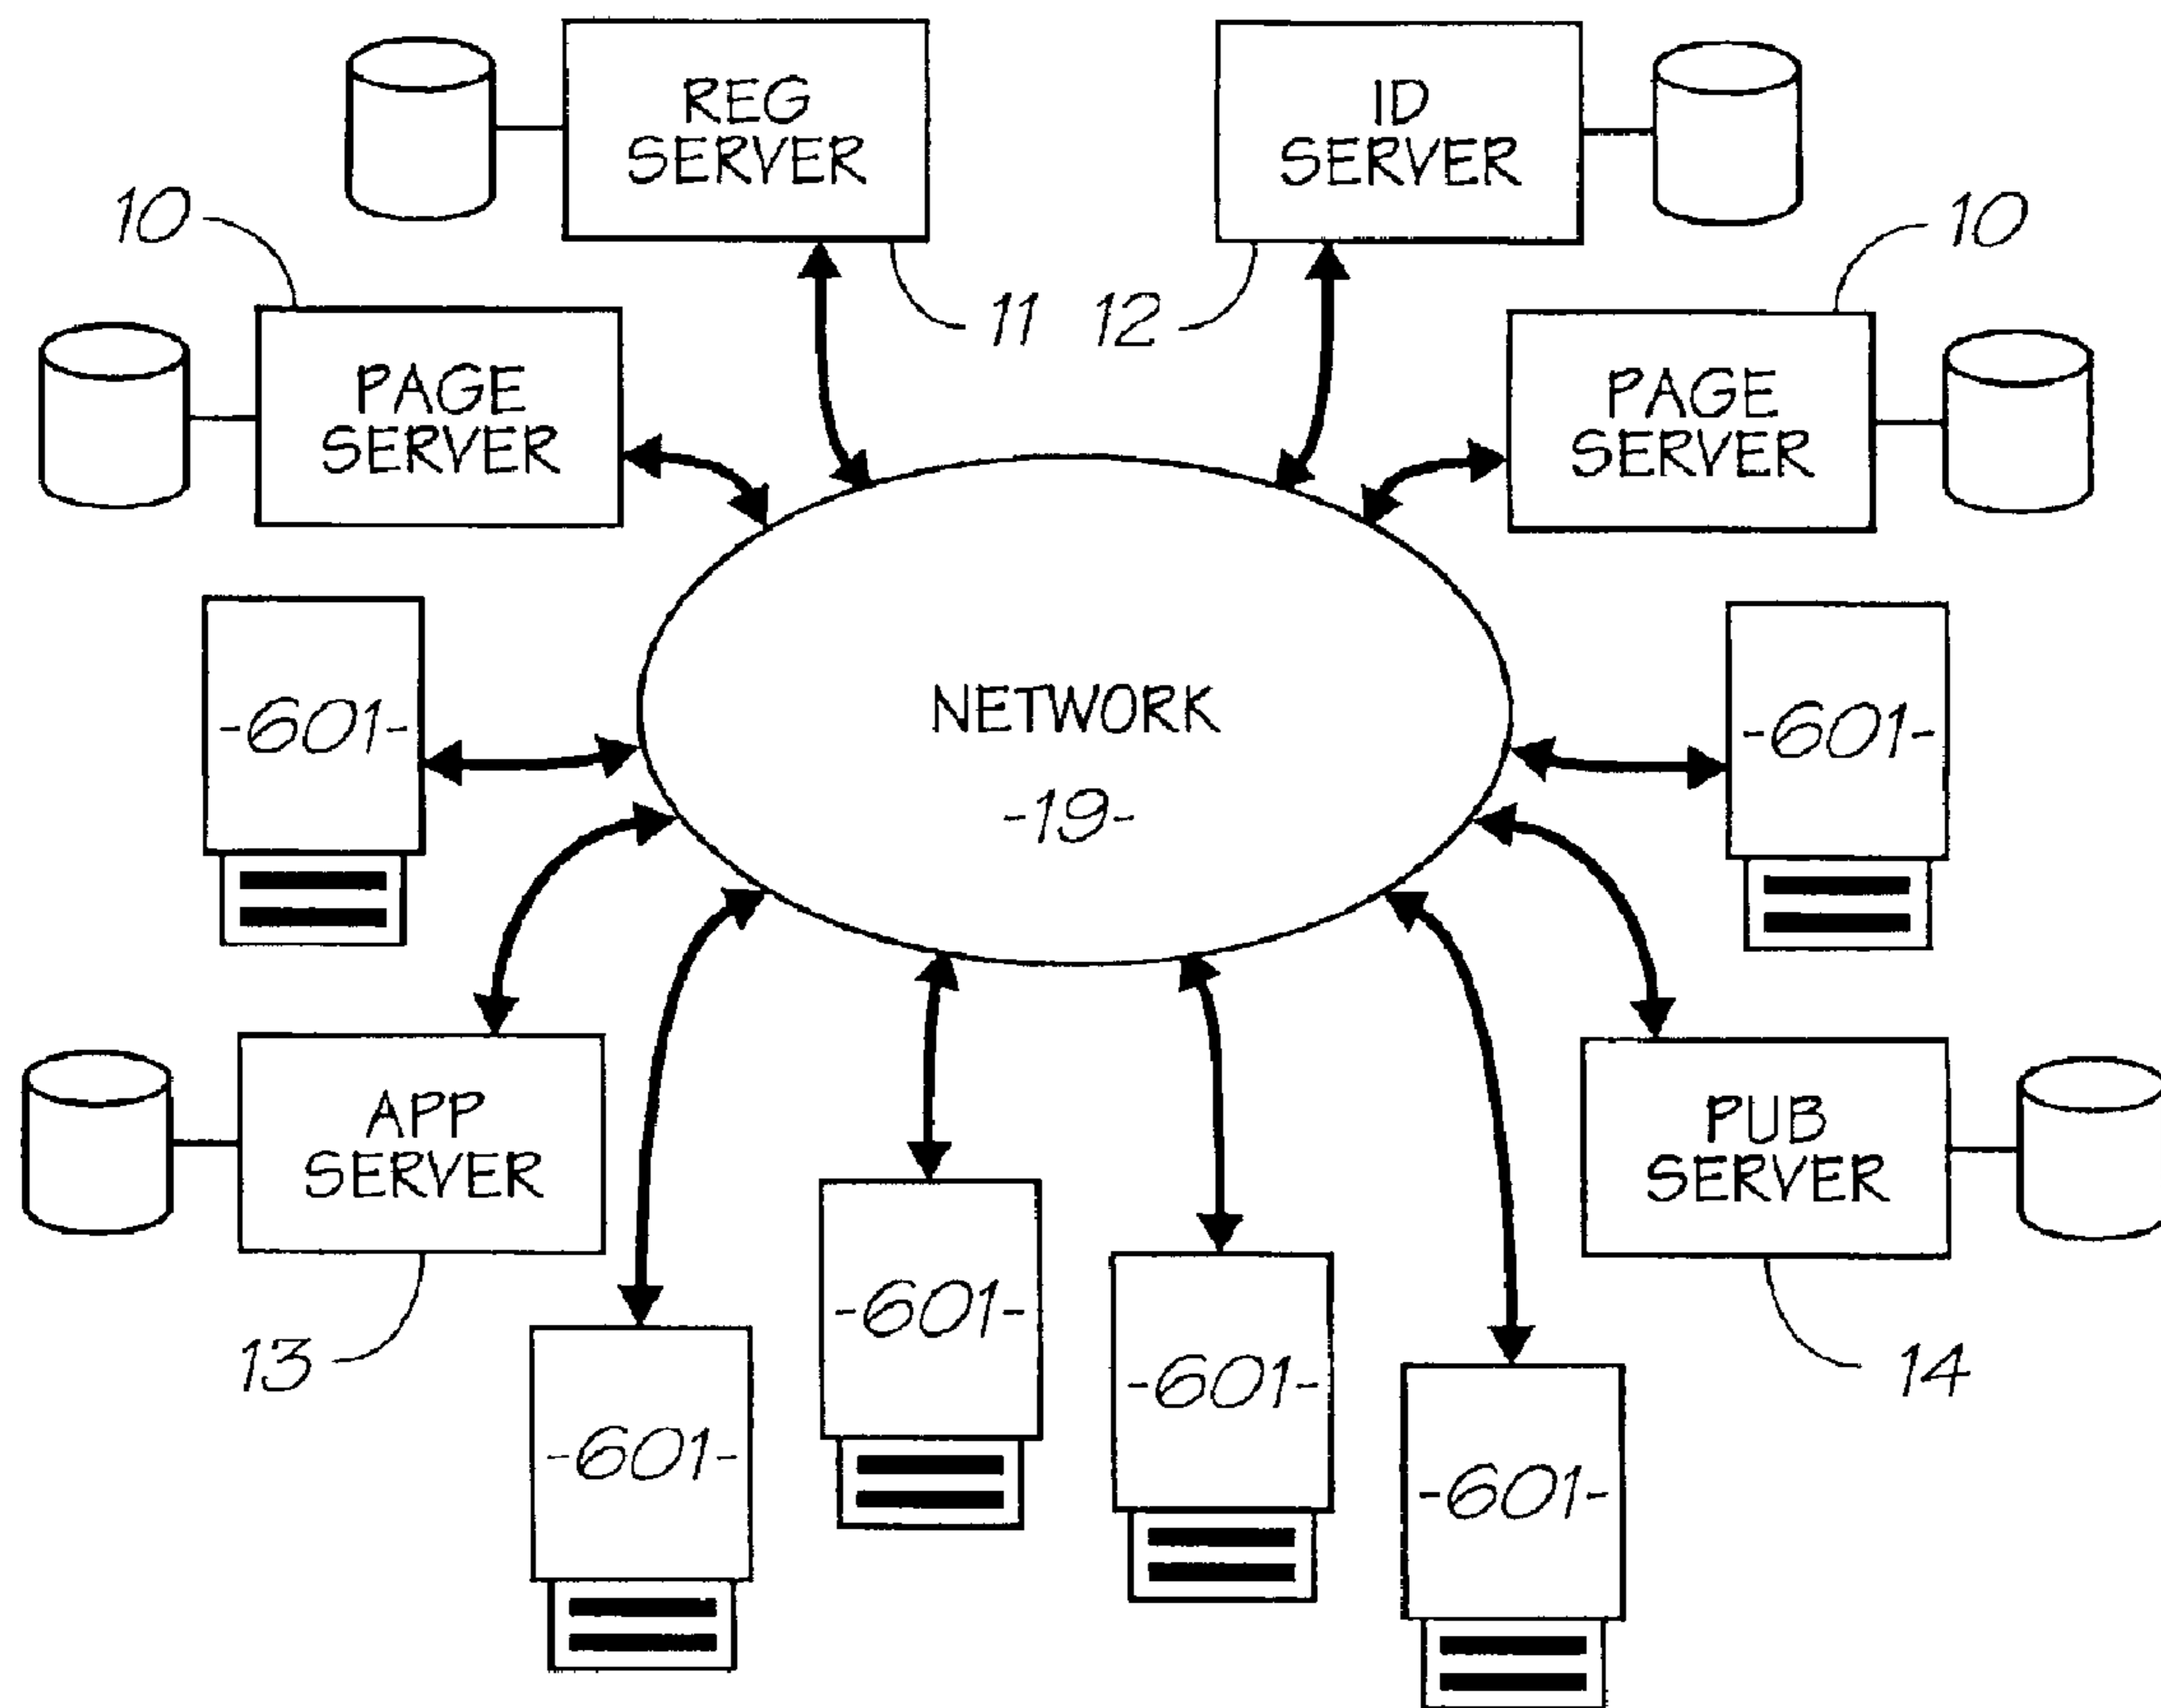 REG
SERVER
ID
SERVER
10
10
11
12
PAGE
SERVER
PAGE
SERVER
-601-
NETWORK
-19-
-601-
APP
SERVER
PUB
SERVER
-601-
-601-
13
14
-601-
-601-